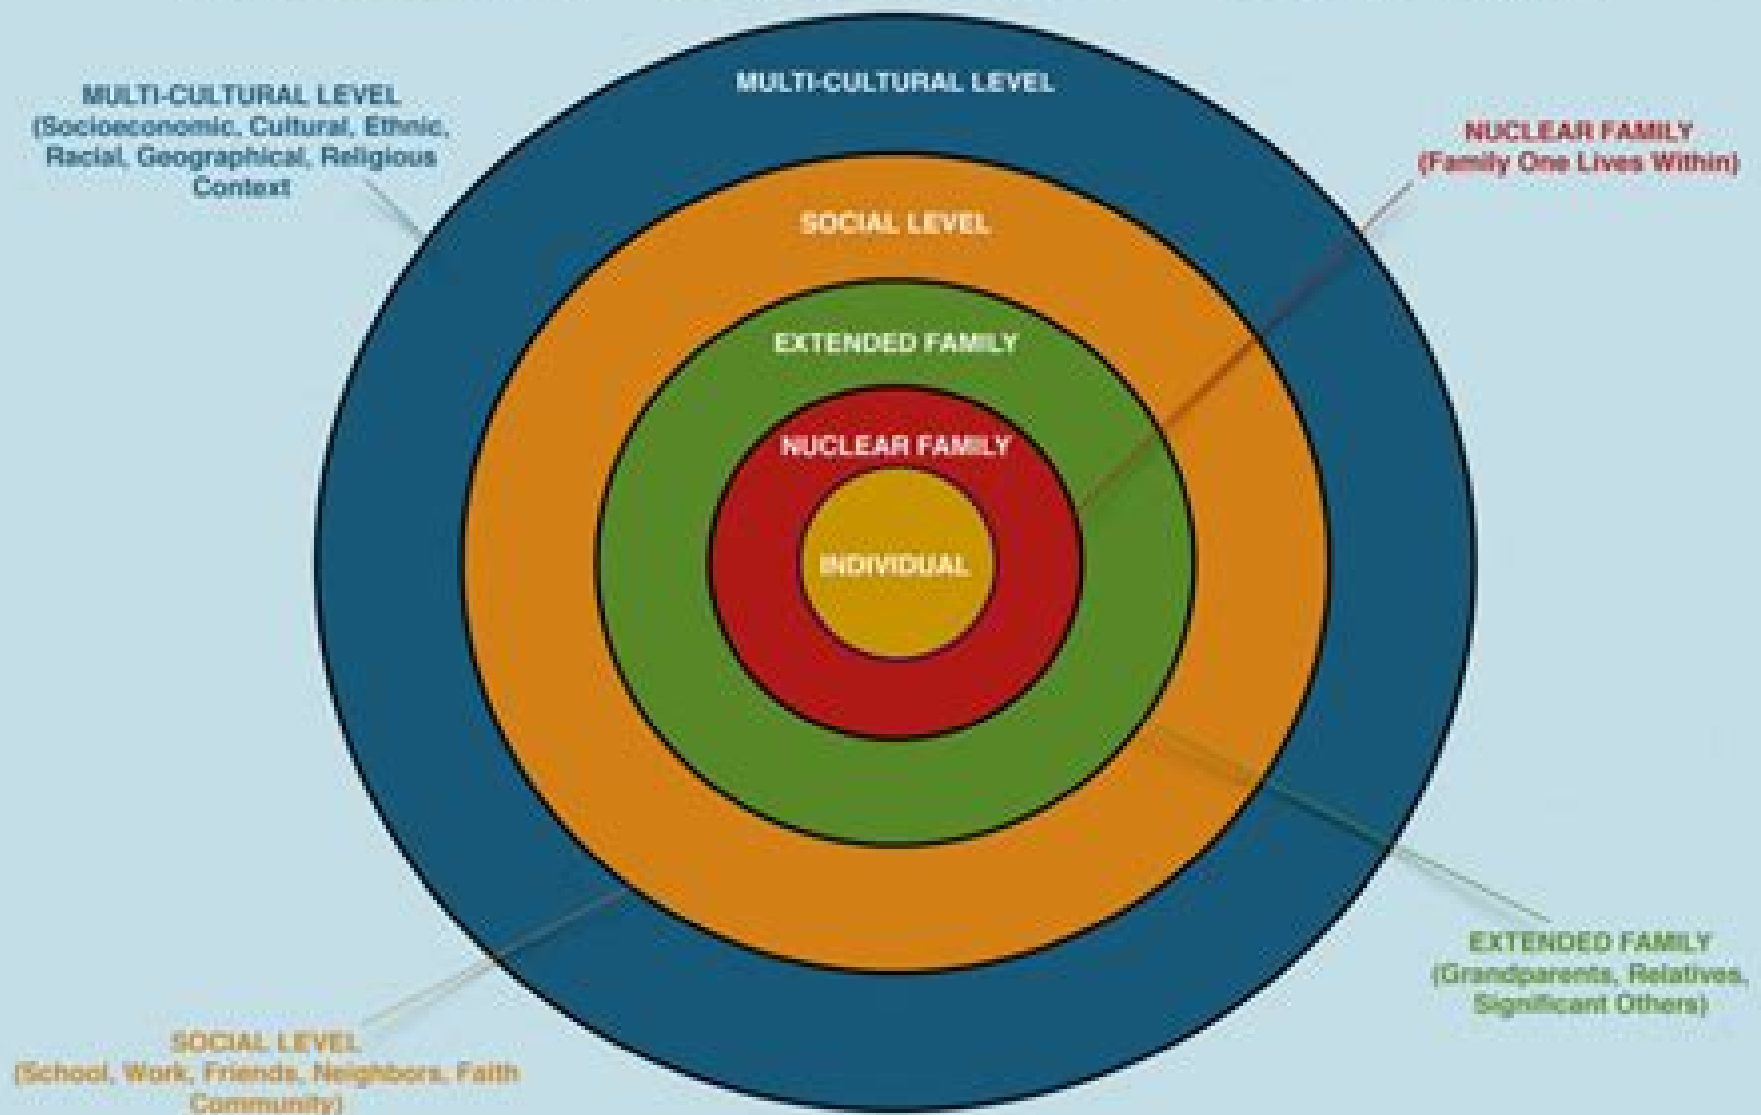 MULTI-CULTURAL LEVEL
MULTI-CULTURAL LEVEL
(Socioeconomic, Cultural, Ethnic,
Racial, Geographical, Religious
Context
NUCLEAR FAMILY
(Family One Lives Within)
SOCIAL LEVEL
EXTENDED FAMILY
NUCLEAR FAMILY
INDIVIDUAL
EXTENDED FAMILY
(Grandparents, Relatives,
Significant Others)
SOCIAL LEVEL
(School, Work, Friends, Neighbors, Faith
Community)